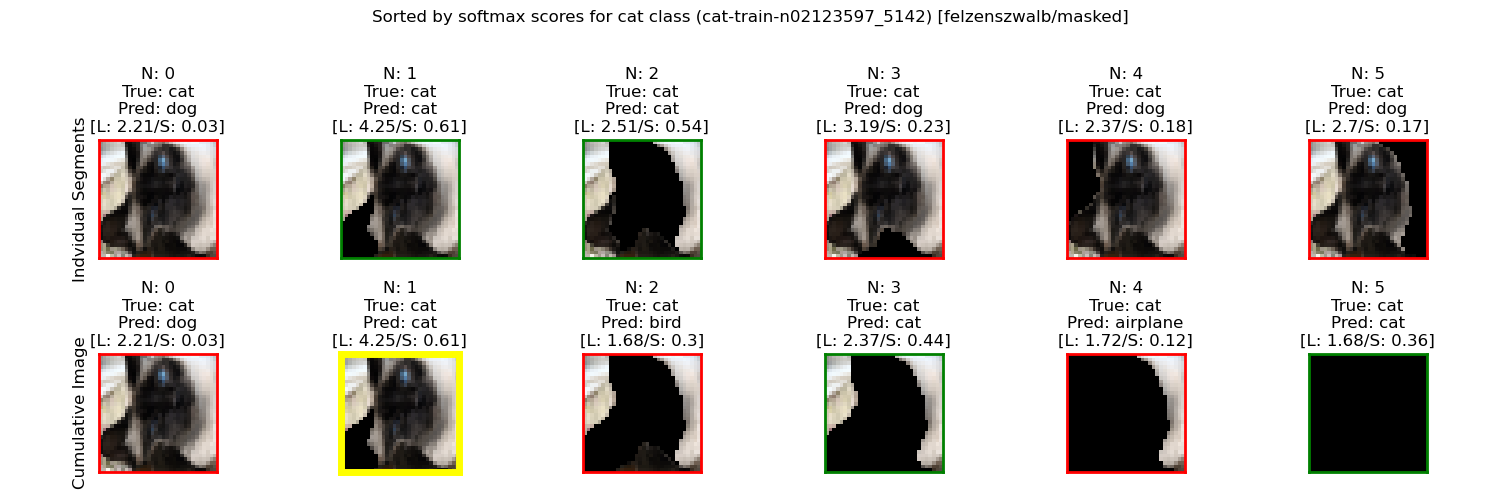 Sorted by softmax scores for cat class (cat-train-n02123597_5142) [felzenszwalb/masked]
Indvidual Segments
N: 0
True: cat
Pred: dog
[L: 2.21/S: 0.03]
N: 1
True: cat
Pred: cat
[L: 4.25/S: 0.61]
N: 2
True: cat
Pred: cat
[L: 2.51/S: 0.54]
N: 3
True: cat
Pred: dog
[L: 3.19/S: 0.23]
N: 4
True: cat
Pred: dog
[L: 2.37/S: 0.18]
N: 5
True: cat
Pred: dog
[L: 2.7/S: 0.17]
Cumulative Image
N: 0
True: cat
Pred: dog
[L: 2.21/S: 0.03]
N: 1
True: cat
Pred: cat
[L: 4.25/S: 0.61]
N: 2
True: cat
Pred: bird
[L: 1.68/S: 0.3]
N: 3
True: cat
Pred: cat
[L: 2.37/S: 0.44]
N: 4
True: cat
Pred: airplane
[L: 1.72/S: 0.12]
N: 5
True: cat
Pred: cat
[L: 1.68/S: 0.36]